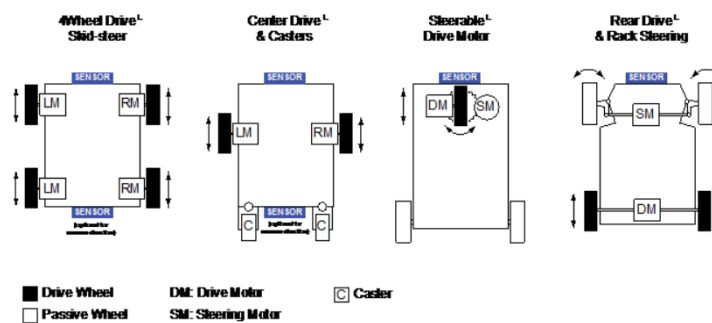 4Wheel Drive L
Skid-steer
Center Drive L
& Casters
Steerable L
Drive Motor
Rear Drive L
& Rack Steering
SENSOR
SENSOR
SENSOR
SENSOR
LM
RM
LM
RM
DM
SM
SM
LM
RM
DM
SENSOR
SENSOR
C
C
Drive Wheel
DM: Drive Motor
C
Caster
Passive Wheel
SM: Steering Motor